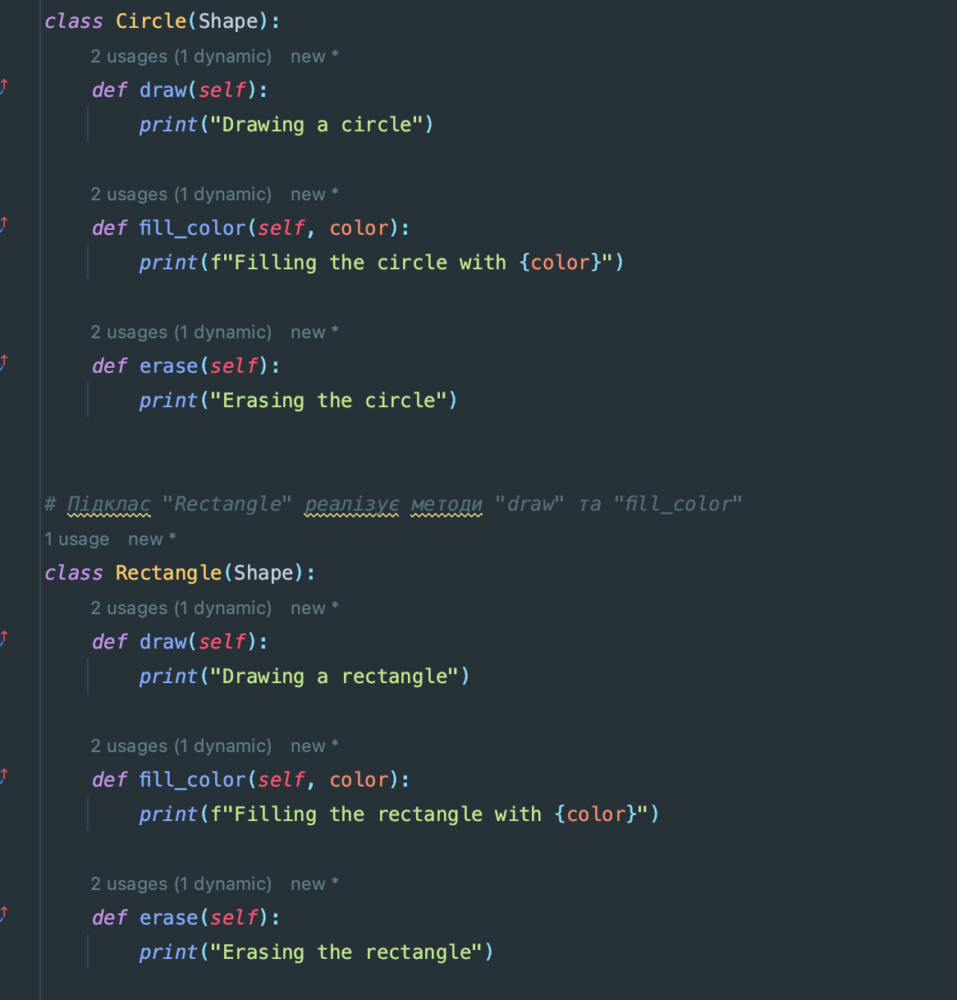 class Circle(Shape):
2 usages (1 dynamic) new *
def draw(self):
print("Drawing a circle")
2 usages (1 dynamic) new *
def fill_color(self, color):
print(f"Filling the circle with {color}")
2 usages (1 dynamic) new *
def erase(self):
print("Erasing the circle")
# Підклас "Rectangle" реалізує методи "draw" та "fill_color"
1 usage new *
class Rectangle(Shape):
2 usages (1 dynamic) new *
def draw(self):
print("Drawing a rectangle")
2 usages (1 dynamic) new *
def fill_color(self, color):
print(f"Filling the rectangle with {color}")
2 usages (1 dynamic) new *
def erase(self):
print("Erasing the rectangle")